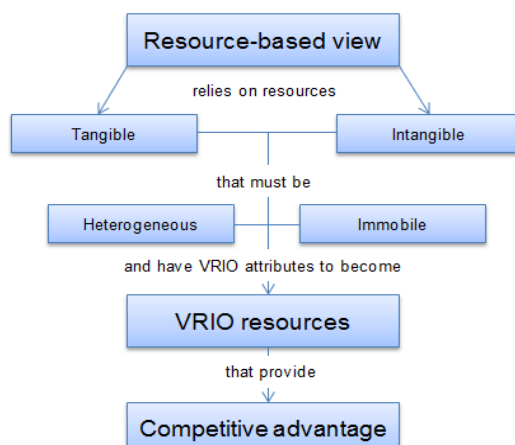 Resource-based view
relies on resources
Tangible
Intangible
that must be
Heterogeneous
Immobile
and have VRIO attributes to become
VRIO resources
that provide
Competitive advantage